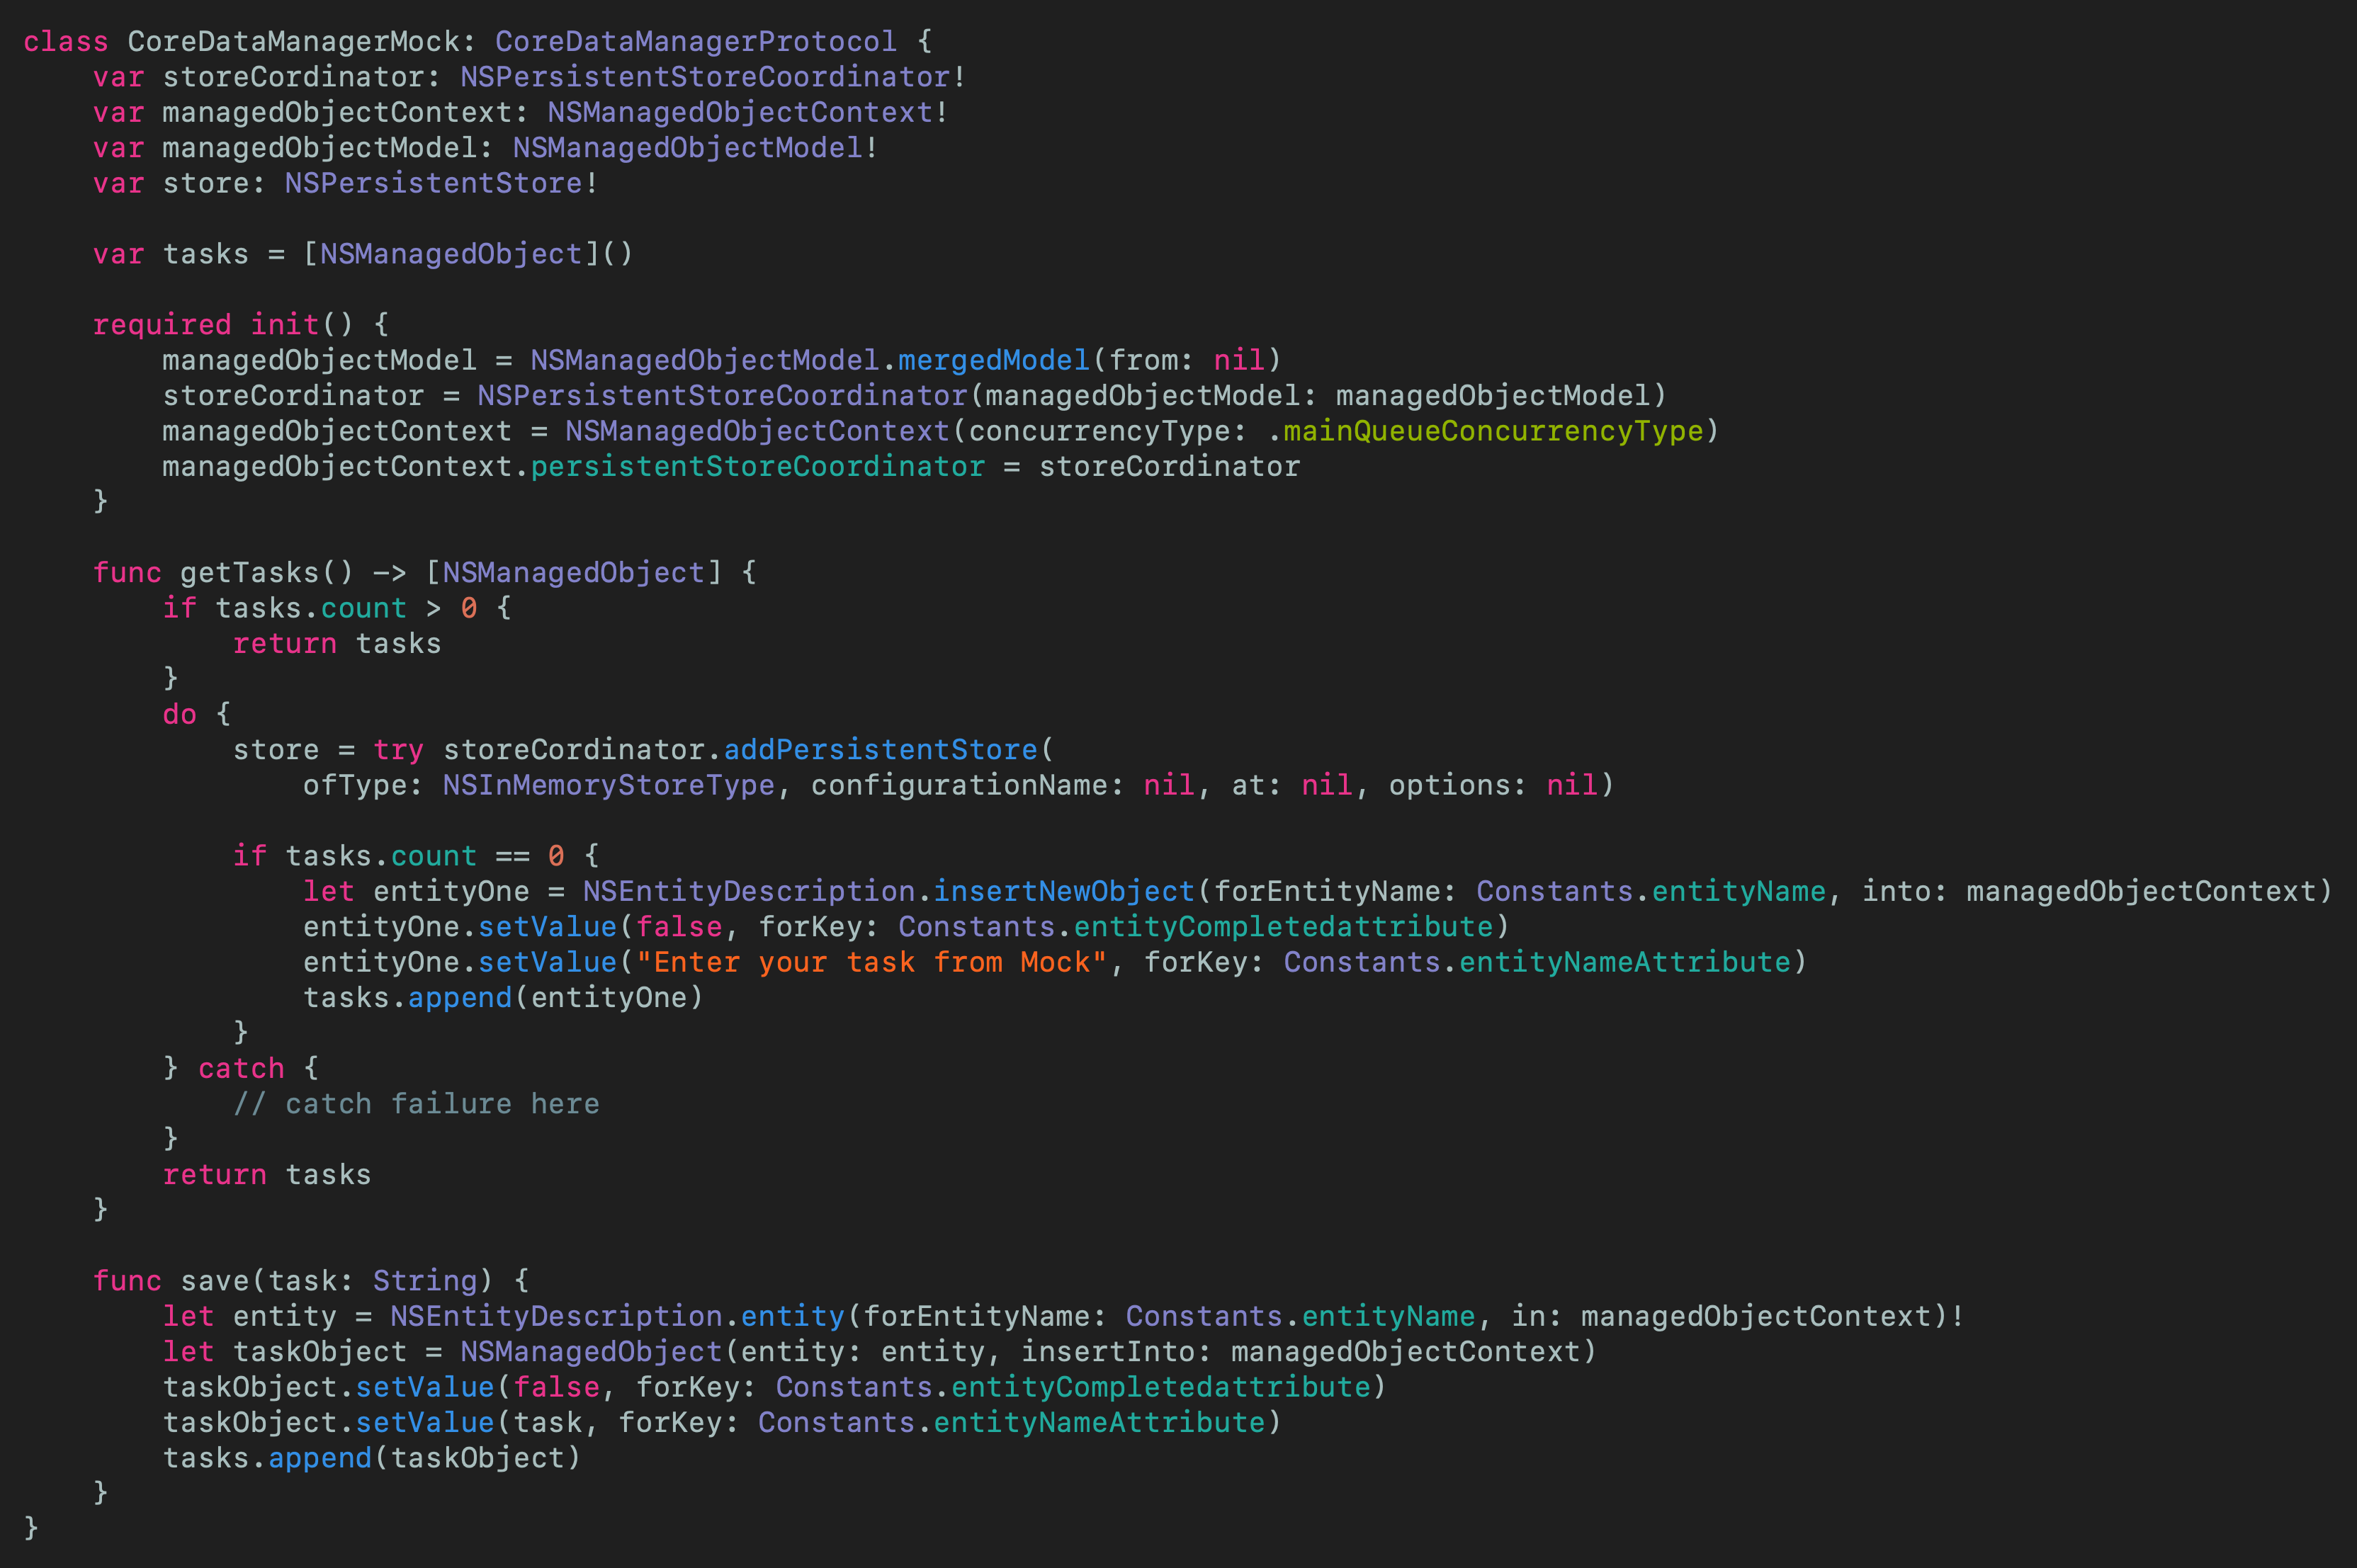 class CoreDataManagerMock: CoreDataManagerProtocol {
    var storeCordinator: NSPersistentStoreCoordinator!
    var managedObjectContext: NSManagedObjectContext!
    var managedObjectModel: NSManagedObjectModel!
    var store: NSPersistentStore!

    var tasks = [NSManagedObject]()

    required init() {
        managedObjectModel = NSManagedObjectModel.mergedModel(from: nil)
        storeCordinator = NSPersistentStoreCoordinator(managedObjectModel: managedObjectModel)
        managedObjectContext = NSManagedObjectContext(concurrencyType: .mainQueueConcurrencyType)
        managedObjectContext.persistentStoreCoordinator = storeCordinator
    }

    func getTasks() -> [NSManagedObject] {
        if tasks.count > 0 {
            return tasks
        }
        do {
            store = try storeCordinator.addPersistentStore(
                ofType: NSInMemoryStoreType, configurationName: nil, at: nil, options: nil)

            if tasks.count == 0 {
                let entityOne = NSEntityDescription.insertNewObject(forEntityName: Constants.entityName, into: managedObjectContext)
                entityOne.setValue(false, forKey: Constants.entityCompletedattribute)
                entityOne.setValue("Enter your task from Mock", forKey: Constants.entityNameAttribute)
                tasks.append(entityOne)
            }
        } catch {
            // catch failure here
        }
        return tasks
    }

    func save(task: String) {
        let entity = NSEntityDescription.entity(forEntityName: Constants.entityName, in: managedObjectContext)!
        let taskObject = NSManagedObject(entity: entity, insertInto: managedObjectContext)
        taskObject.setValue(false, forKey: Constants.entityCompletedattribute)
        taskObject.setValue(task, forKey: Constants.entityNameAttribute)
        tasks.append(taskObject)
    }
}